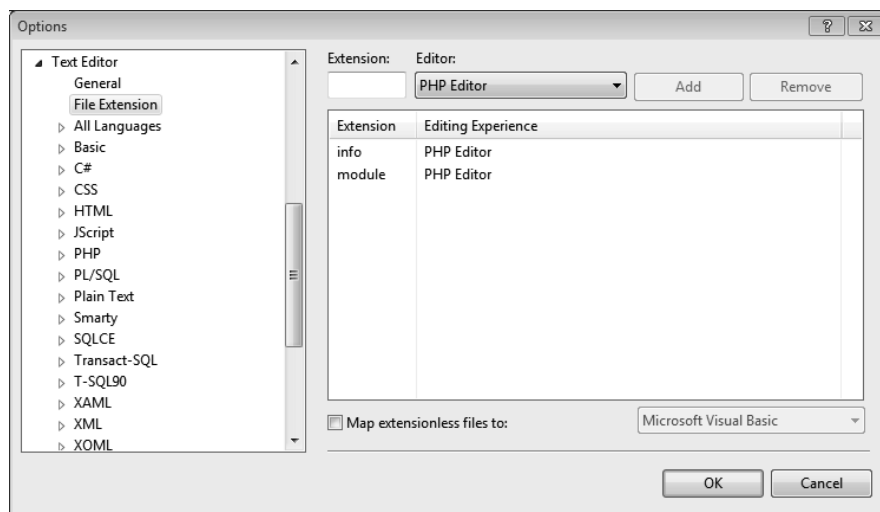 Options
Text Editor
General
File Extension
All Languages
Basic
C#
CSS
HTML
JScript
PHP
PL/SQL
Plain Text
Smarty
SQLCE
Transact-SQL
T-SQL90
XAML
XML
XOML
Extension: Editor:
PHP Editor Add Remove
Extension Editing Experience
info PHP Editor
module PHP Editor
Map extensionless files to: Microsoft Visual Basic
OK Cancel